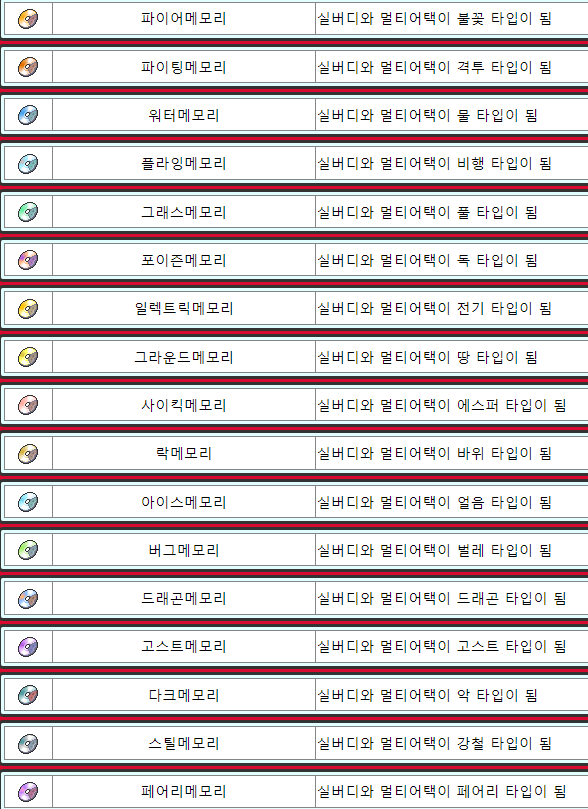 파이어메모리 실버디와 멀티어택이 불꽃 타입이 됨
파이팅메모리 실버디와 멀티어택이 격투 타입이 됨
워터메모리 실버디와 멀티어택이 물 타입이 됨
플라잉메모리 실버디와 멀티어택이 비행 타입이 됨
그래스메모리 실버디와 멀티어택이 풀 타입이 됨
포이즌메모리 실버디와 멀티어택이 독 타입이 됨
일렉트릭메모리 실버디와 멀티어택이 전기 타입이 됨
그라운드메모리 실버디와 멀티어택이 땅 타입이 됨
사이킥메모리 실버디와 멀티어택이 에스퍼 타입이 됨
락메모리 실버디와 멀티어택이 바위 타입이 됨
아이스메모리 실버디와 멀티어택이 얼음 타입이 됨
버그메모리 실버디와 멀티어택이 벌레 타입이 됨
드래곤메모리 실버디와 멀티어택이 드래곤 타입이 됨
고스트메모리 실버디와 멀티어택이 고스트 타입이 됨
다크메모리 실버디와 멀티어택이 악 타입이 됨
스틸메모리 실버디와 멀티어택이 강철 타입이 됨
페어리메모리 실버디와 멀티어택이 페어리 타입이 됨